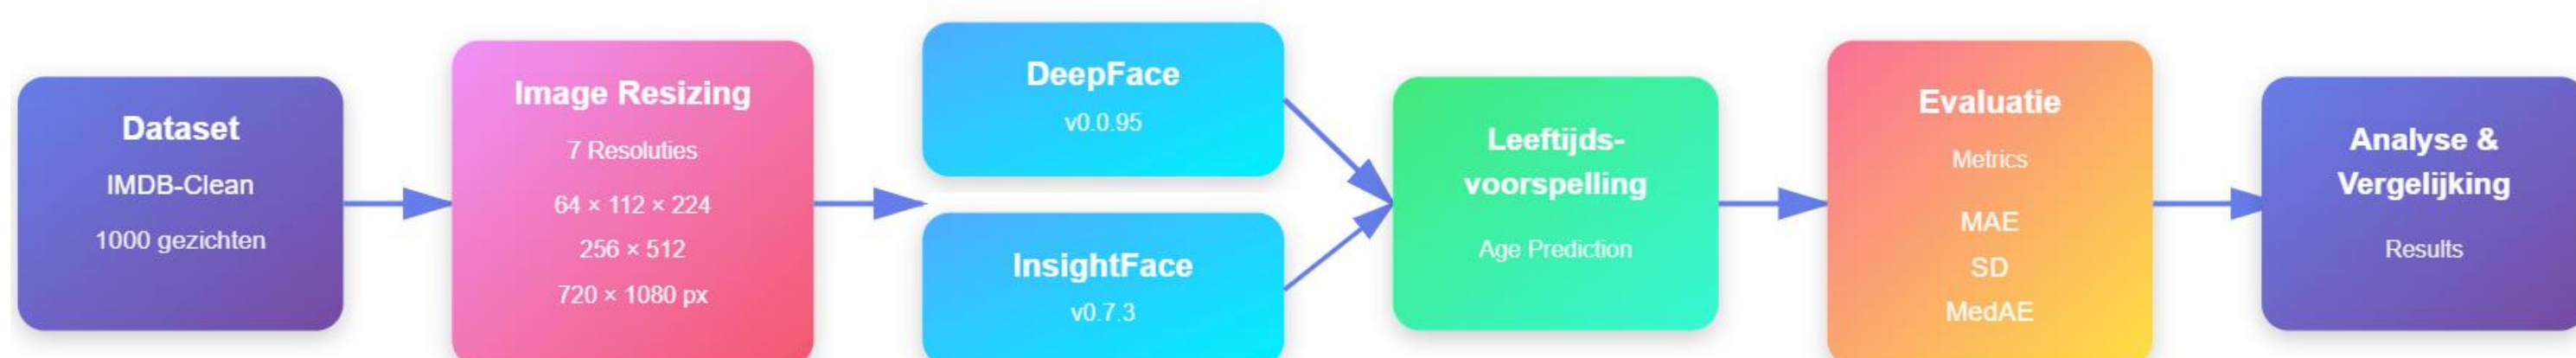 Dataset
IMDB-Clean
1000 gezichten
Image Resizing
7 Resoluties
64 × 112 × 224
256 × 512
720 × 1080 px
DeepFace
v0.0.95
InsightFace
v0.7.3
Leeftijds-
voorspelling
Age Prediction
Evaluatie
Metrics
MAE
SD
MedAE
Analyse &
Vergelijking
Results